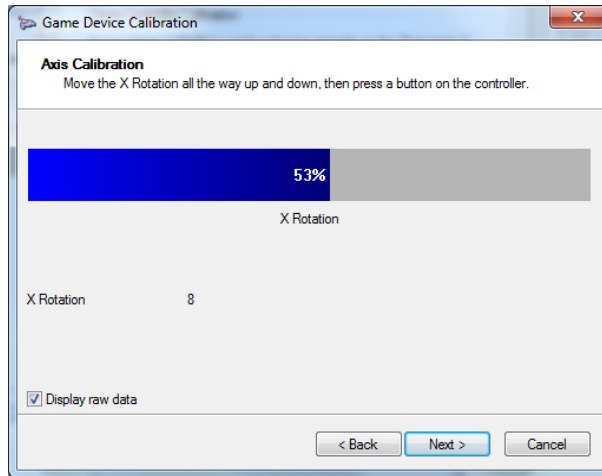 Game Device Calibration
Axis Calibration
Move the X Rotation all the way up and down, then press a button on the controller.
53%
X Rotation
X Rotation 8
Display raw data
< Back Next > Cancel